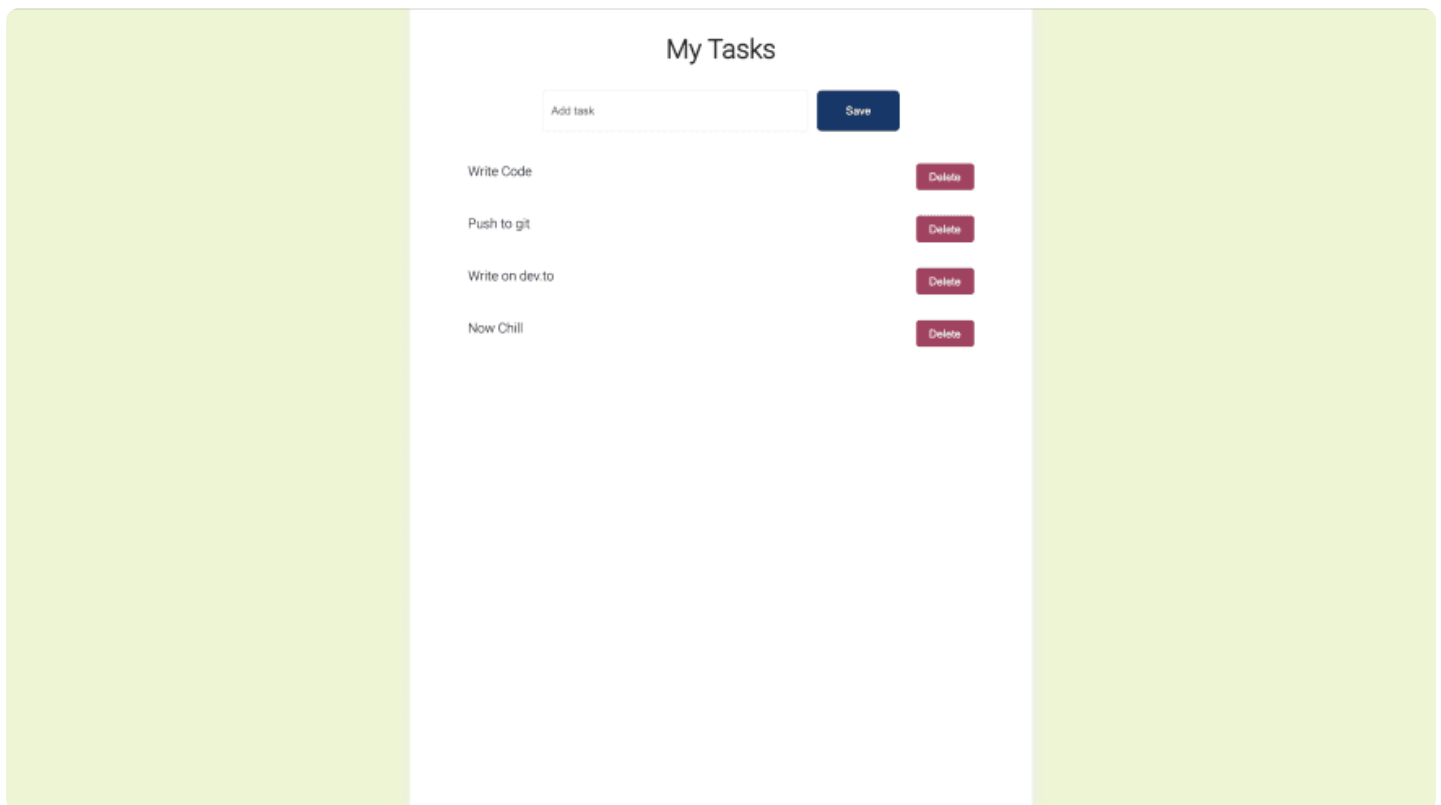 My Tasks
Add task Save
Write Code Delete
Push to git Delete
Write on dev.to Delete
Now Chill Delete